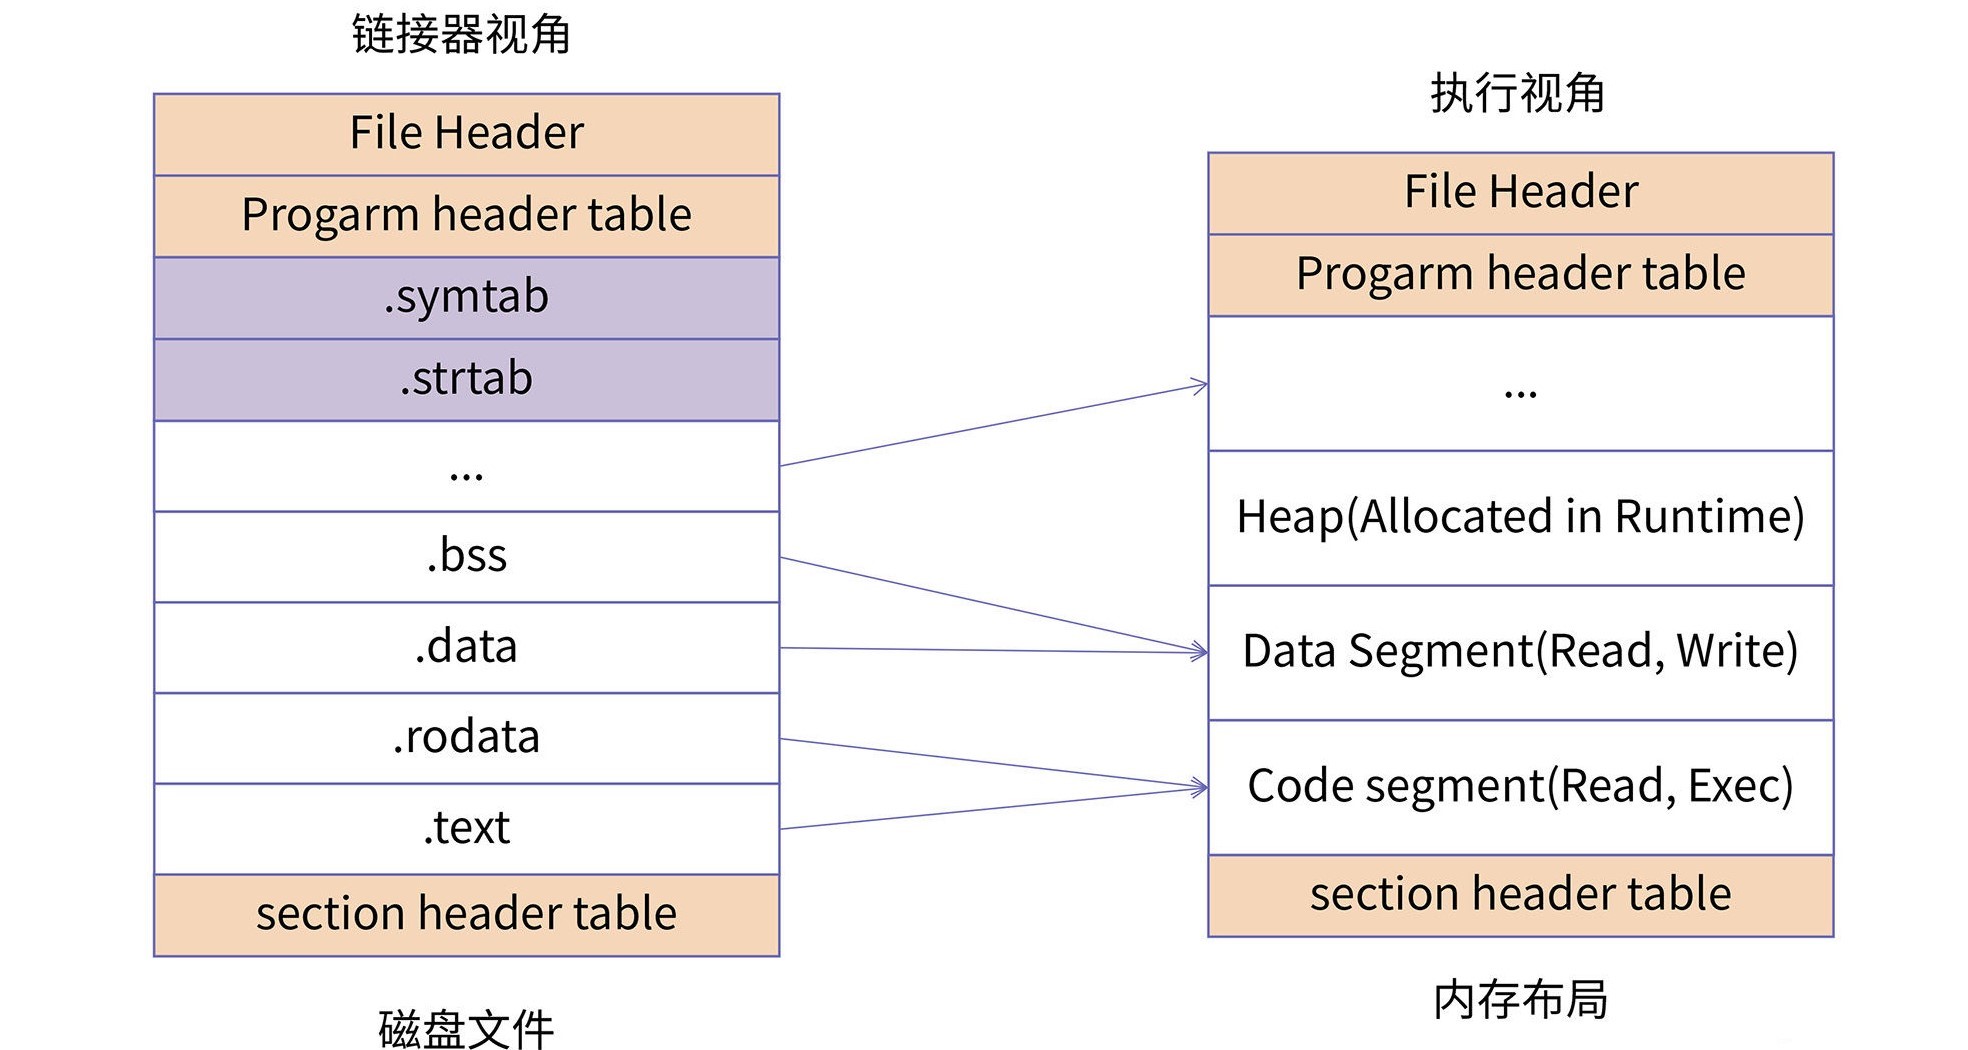 链接器视角
File Header
Progarm header table
.symtab
.strtab
...
.bss
.data
.rodata
.text
section header table
磁盘文件
执行视角
File Header
Progarm header table
...
Heap(Allocated in Runtime)
Data Segment(Read, Write)
Code segment(Read, Exec)
section header table
内存布局